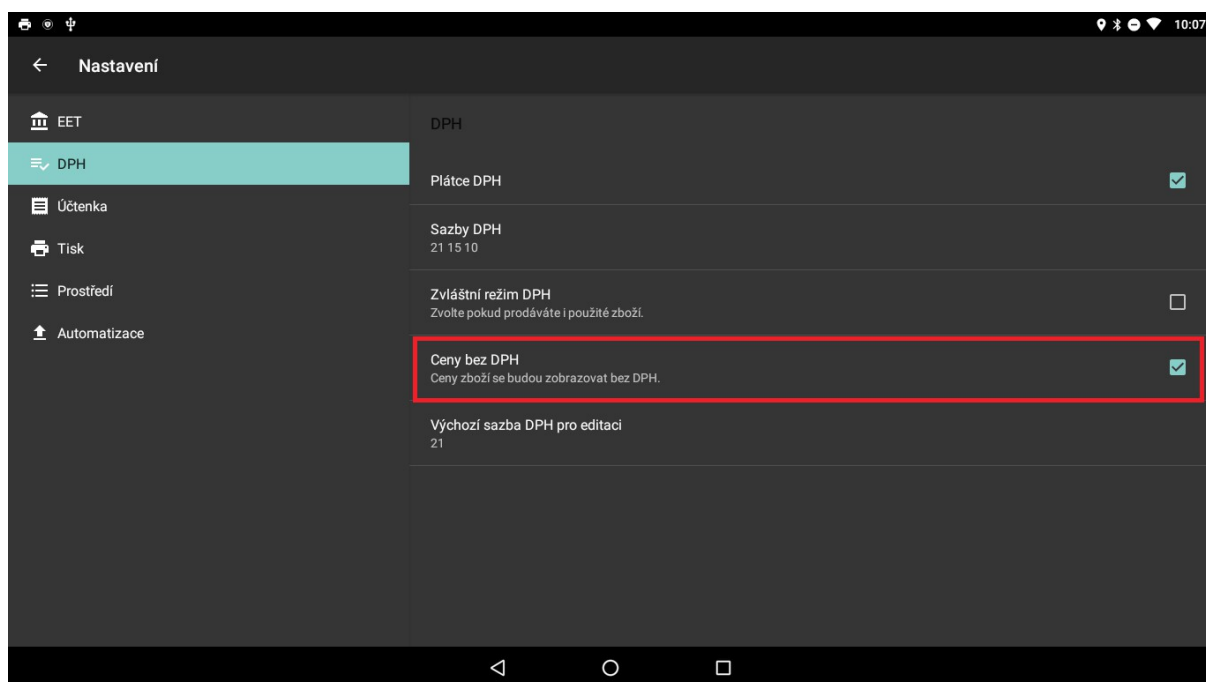 10:07
Nastavení
EET
DPH
Účtenka
Tisk
Prostředí
Automatizace
DPH
Plátce DPH
Sazby DPH
21 15 10
Zvláštní režim DPH
Zvolte pokud prodáváte i použité zboží.
Ceny bez DPH
Ceny zboží se budou zobrazovat bez DPH.
Výchozí sazba DPH pro editaci
21